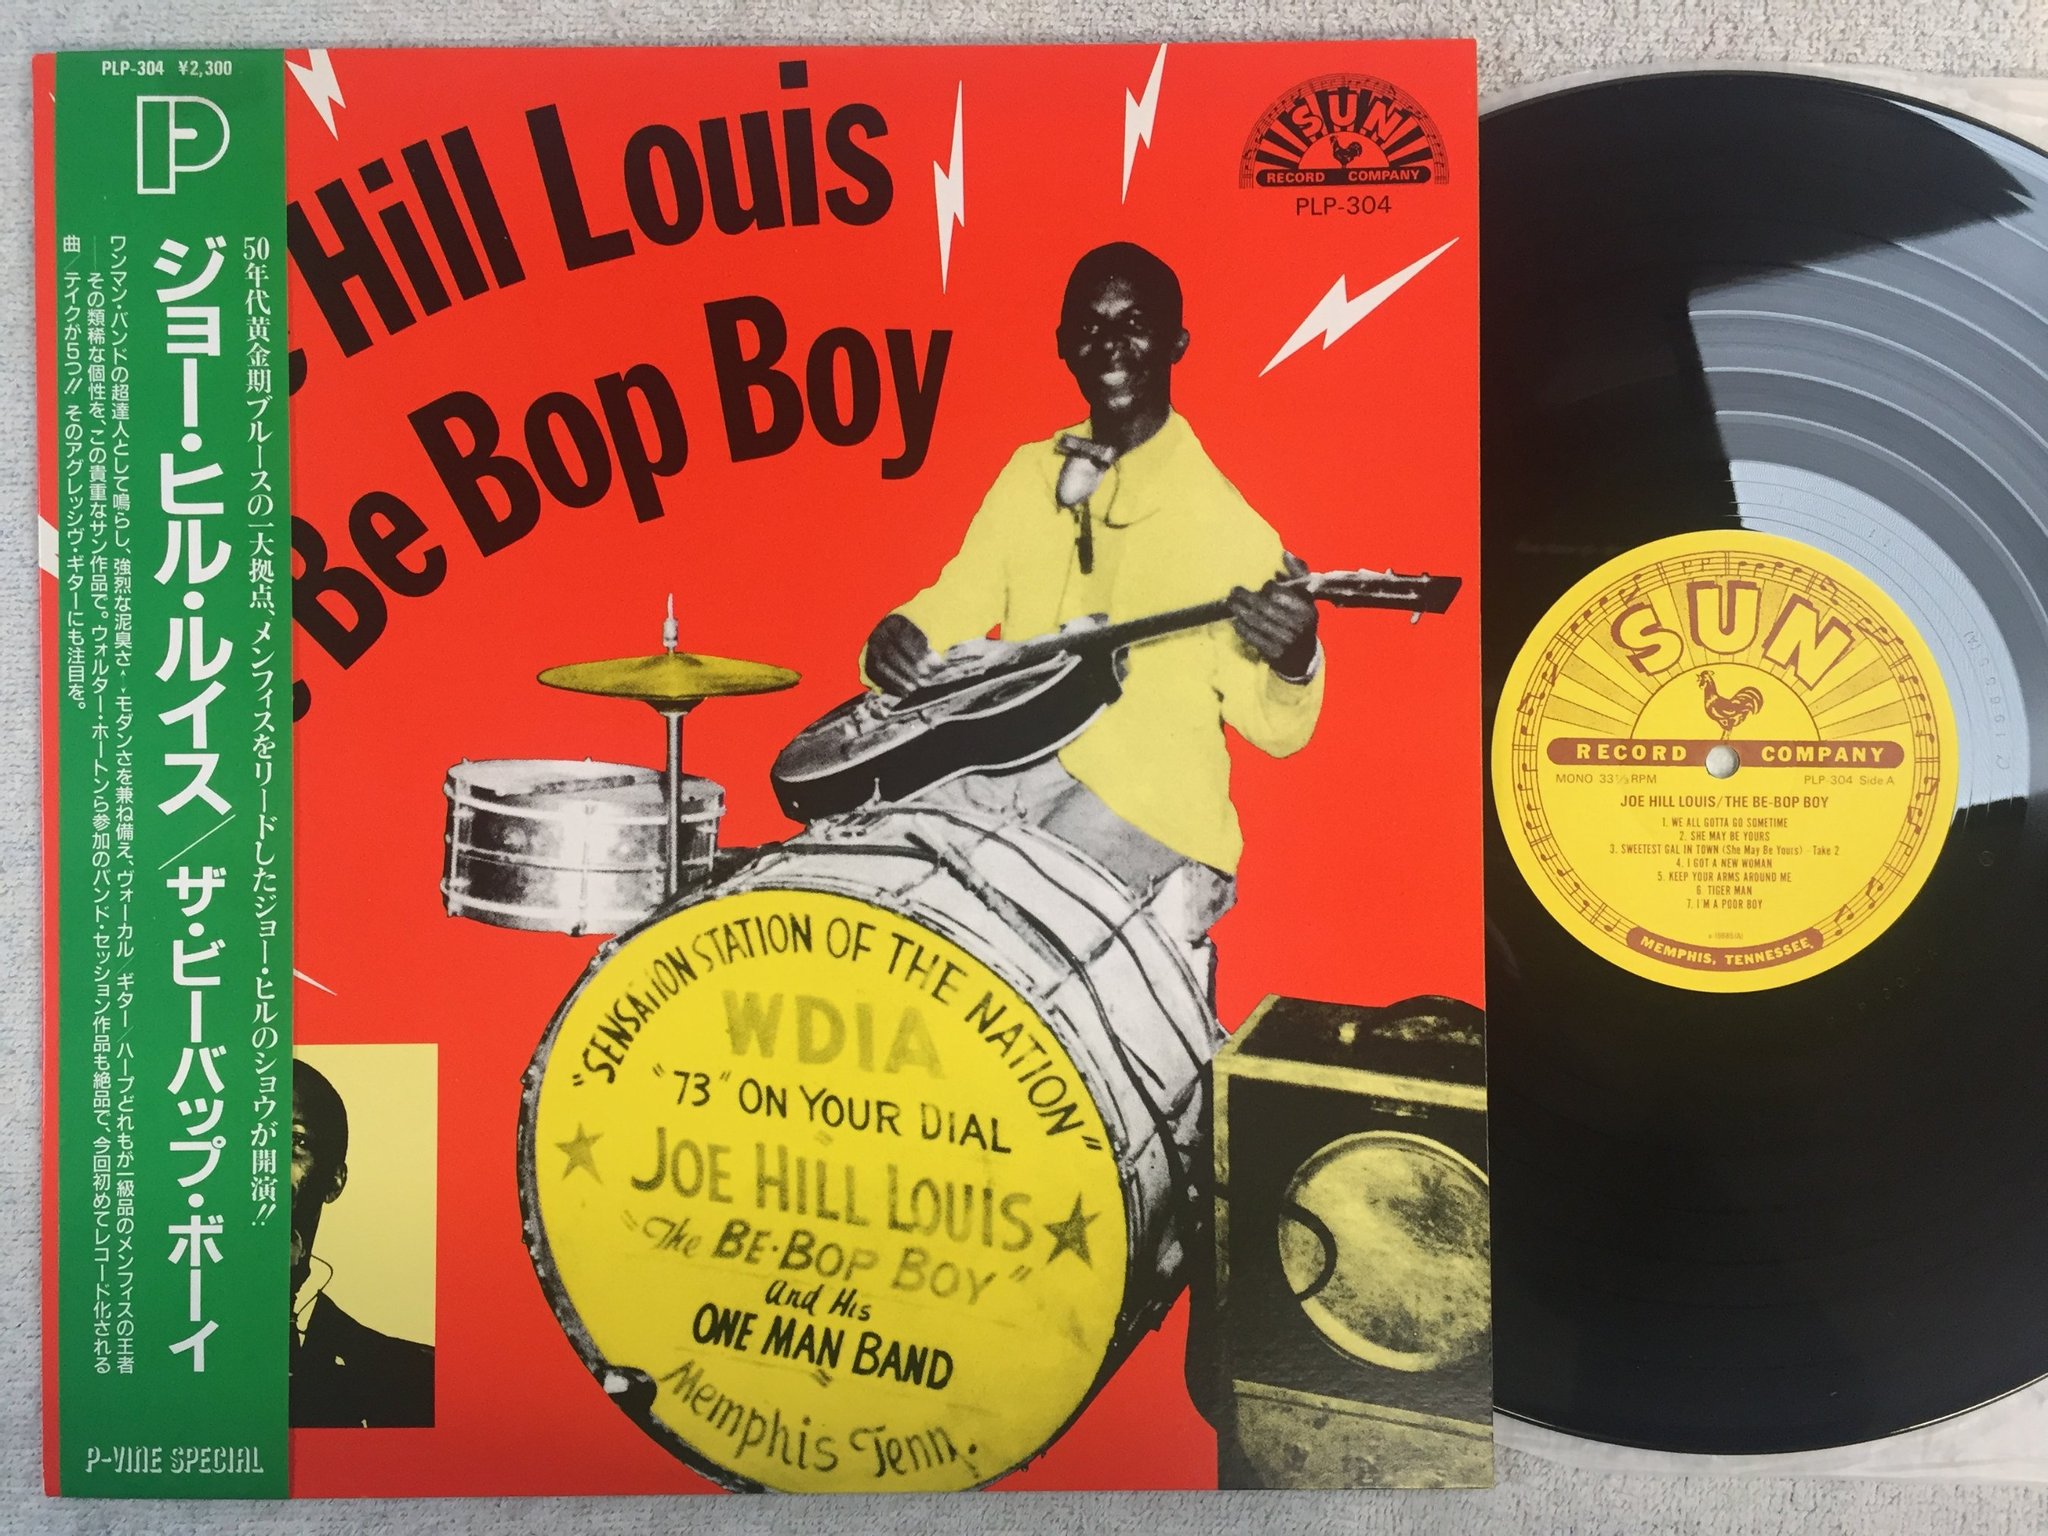 PLP-304 ¥2,300
50年代黄金期ブルースの一大拠点、メンフィスをリードしたジョー・ヒルのショウが開演!!
ジョー・ヒル・ルイス/ザ・ビーバップ・ボーイ
ワンマン・バンドの超達人として鳴らし、強烈な泥臭さ・モダンさを兼ね備え、ヴォーカル/ギター/ハープどれもが一級品のメンフィスの王者
──その類稀な個性を、この貴重なサン作品で。ウォルター・ホートンら参加のバンド・セッション作品も絶品で、今回初めてレコード化される
曲/テイクが5つ!! そのアグレッシヴ・ギターにも注目を。
P-VINE SPECIAL
Hill Louis
Be Bop Boy
SUN
RECORD COMPANY
PLP-304
"SENSATION STATION OF THE NATION"
WDIA
"73" ON YOUR DIAL
JOE HILL LOUIS
"The BE-BOP BOY"
and His
ONE MAN BAND
Memphis Tenn.
SUN
RECORD COMPANY
MONO 33 1/3 RPM PLP-304 Side A
JOE HILL LOUIS/THE BE-BOP BOY
1. WE ALL GOTTA GO SOMETIME
2. SHE MAY BE YOURS
3. SWEETEST GAL IN TOWN (She May Be Yours) Take 2
4. I GOT A NEW WOMAN
5. KEEP YOUR ARMS AROUND ME
6. TIGER MAN
7. I'M A POOR BOY
MEMPHIS, TENNESSEE